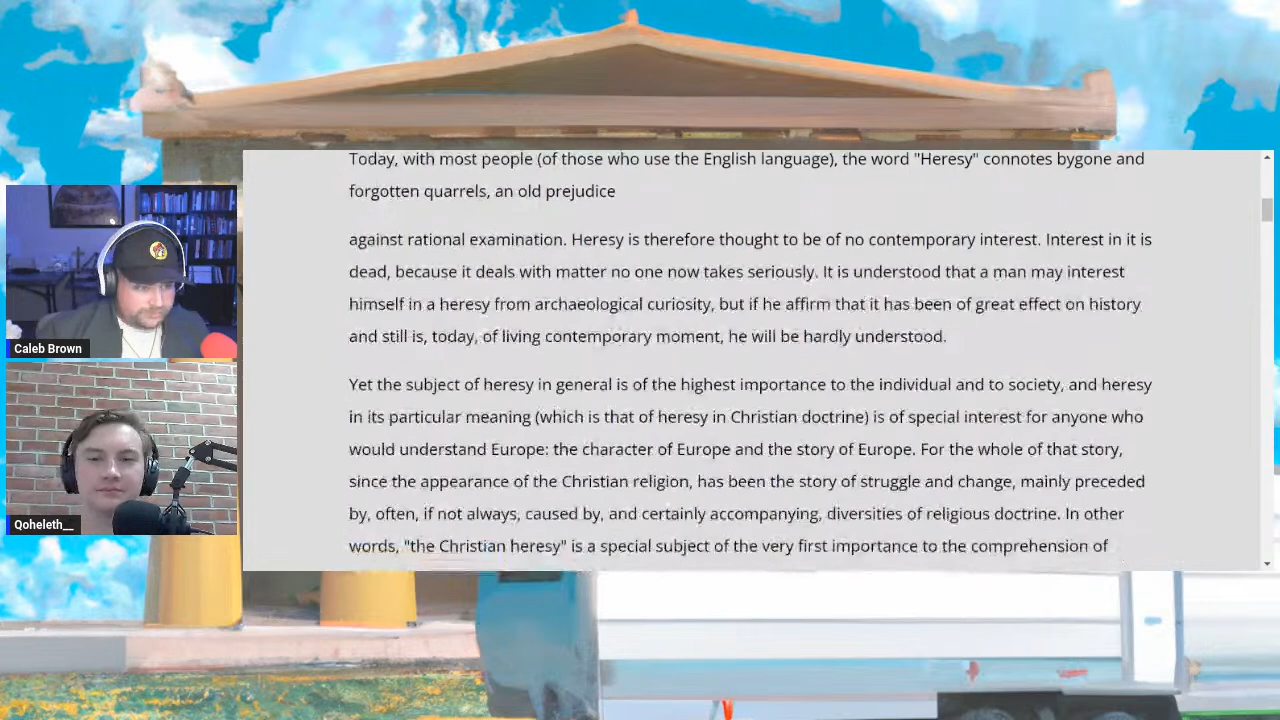 Today, with most people (of those who use the English language), the word "Heresy" connotes bygone and
forgotten quarrels, an old prejudice
against rational examination. Heresy is therefore thought to be of no contemporary interest. Interest in it is
dead, because it deals with matter no one now takes seriously. It is understood that a man may interest
himself in a heresy from archaeological curiosity, but if he affirm that it has been of great effect on history
and still is, today, of living contemporary moment, he will be hardly understood.
Yet the subject of heresy in general is of the highest importance to the individual and to society, and heresy
in its particular meaning (which is that of heresy in Christian doctrine) is of special interest for anyone who
would understand Europe: the character of Europe and the story of Europe. For the whole of that story,
since the appearance of the Christian religion, has been the story of struggle and change, mainly preceded
by, often, if not always, caused by, and certainly accompanying, diversities of religious doctrine. In other
words, "the Christian heresy" is a special subject of the very first importance to the comprehension of
Caleb Brown
Qoheleth__